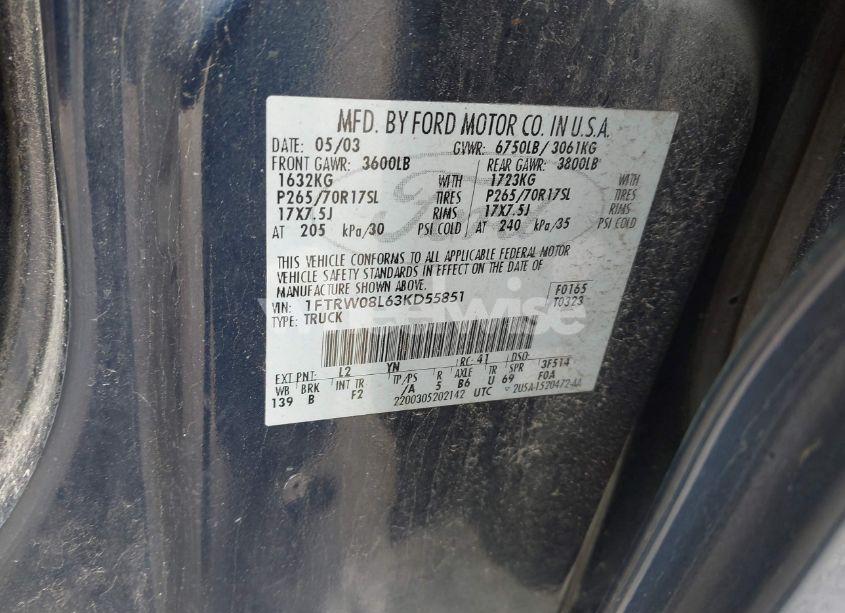 MFD. BY FORD MOTOR CO. IN U.S.A.
DATE: 05/03 GVWR: 6750LB/ 3061KG
FRONT GAWR: 3600LB REAR GAWR: 3800LB
1632KG WITH 1723KG WITH
P265/70R17SL TIRES P265/70R17SL TIRES
17X7.5J RIMS 17X7.5J RIMS
AT 205 kPa/30 PSI COLD AT 240 kPa/35 PSI COLD
Ford
THIS VEHICLE CONFORMS TO ALL APPLICABLE FEDERAL MOTOR
VEHICLE SAFETY STANDARDS IN EFFECT ON THE DATE OF
MANUFACTURE SHOWN ABOVE.
VIN: 1FTRW08L63KD55851 F0165
TYPE: TRUCK T0323
EXT PNT: L2 YN RC: 41 DSO:
WB BRK INT TR TP/PS R AXLE TR SPR 3F514
139 B F2 /A 5 B6 U 69 F0A
2200305202142 UTC 2USA-1520472-AA